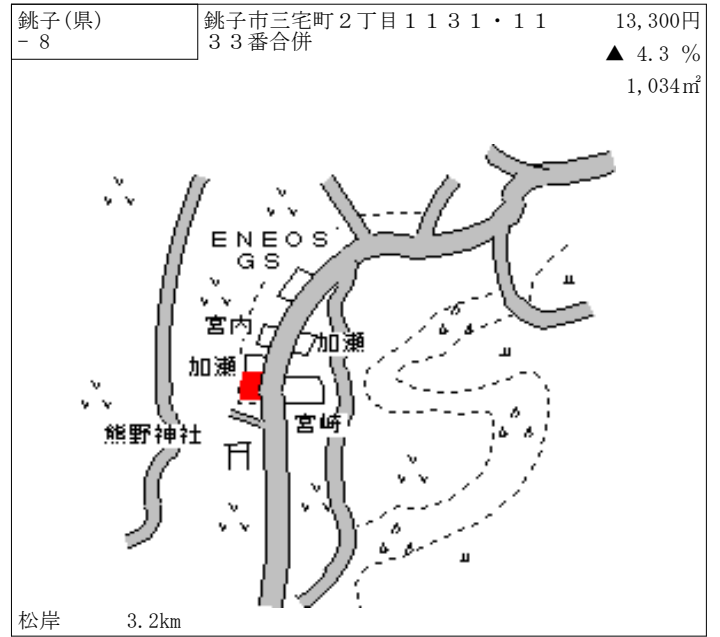 銚子(県)
- 8
銚子市三宅町２丁目１１３１・１１
３３番合併
13,300円
▲ 4.3 %
1,034㎡
ＥＮＥＯＳ
ＧＳ
宮内
加瀬
加瀬
宮崎
熊野神社
松岸 3.2km